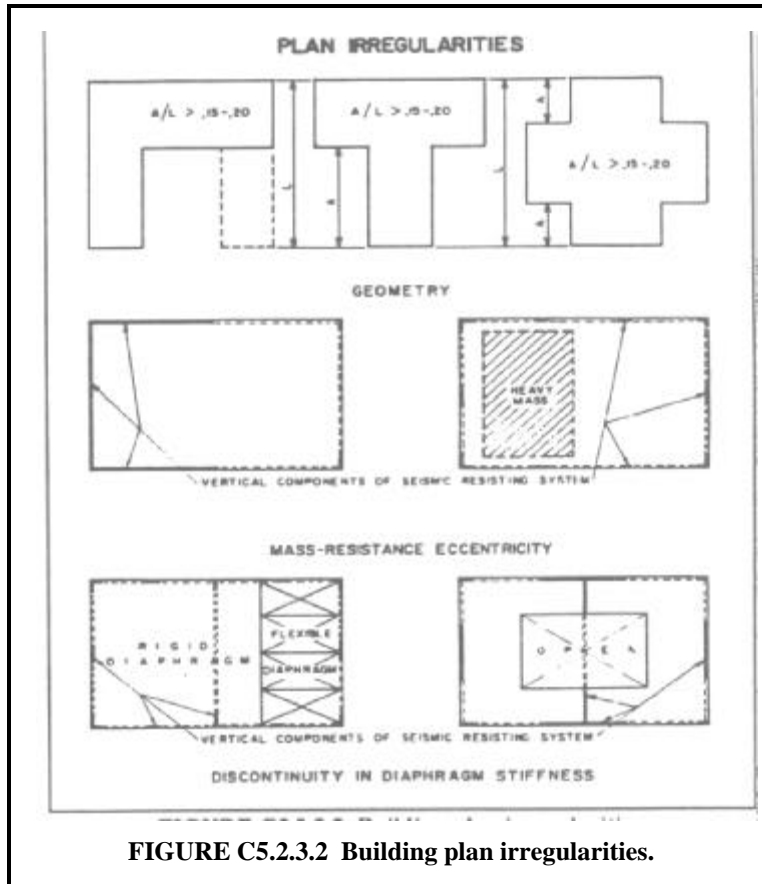 PLAN IRREGULARITIES
A/L > .15-.20
A/L > .15-.20
A/L > .15-.20
L
A
L
A
A
GEOMETRY
HEAVY
MASS
VERTICAL COMPONENTS OF SEISMIC RESISTING SYSTEM
MASS-RESISTANCE ECCENTRICITY
RIGID
DIAPHRAGM
FLEXIBLE
DIAPHRAGM
OPEN
VERTICAL COMPONENTS OF SEISMIC RESISTING SYSTEM
DISCONTINUITY IN DIAPHRAGM STIFFNESS
FIGURE C5.2.3.2 Building plan irregularities.